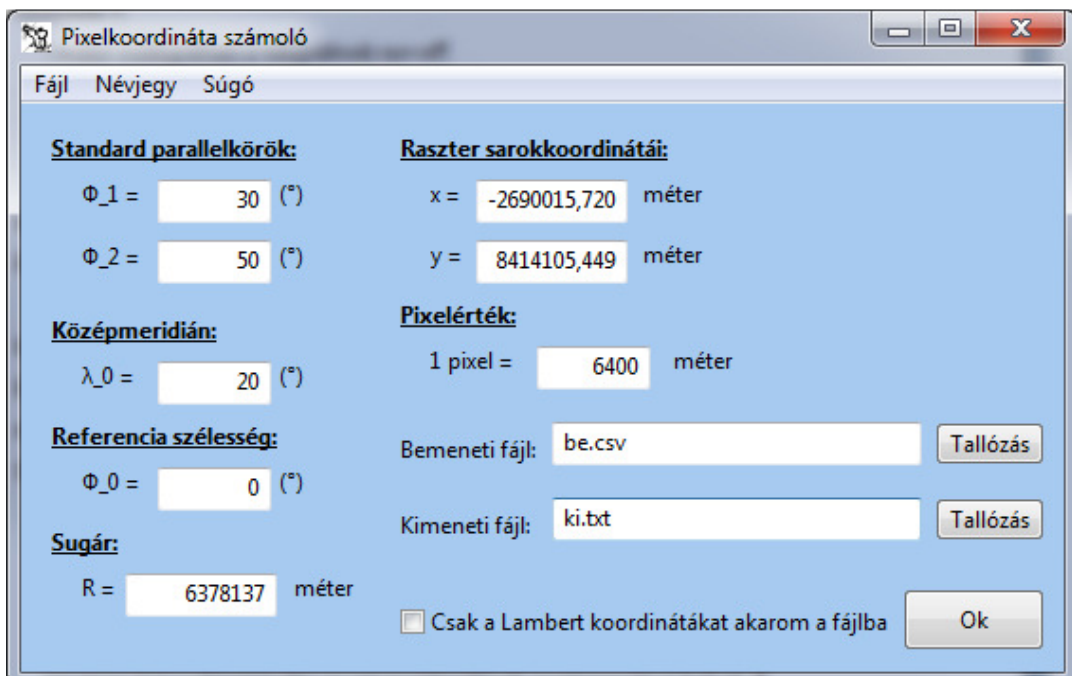 Pixelkoordináta számoló
Fájl Névjegy Súgó
Standard parallelkörök:
Φ_1 = 30 (°)
Φ_2 = 50 (°)
Középmeridián:
λ_0 = 20 (°)
Referencia szélesség:
Φ_0 = 0 (°)
Sugár:
R = 6378137 méter
Raszter sarokkoordinátái:
x = -2690015,720 méter
y = 8414105,449 méter
Pixelérték:
1 pixel = 6400 méter
Bemeneti fájl: be.csv Tallózás
Kimeneti fájl: ki.txt Tallózás
Csak a Lambert koordinátákat akarom a fájlba Ok